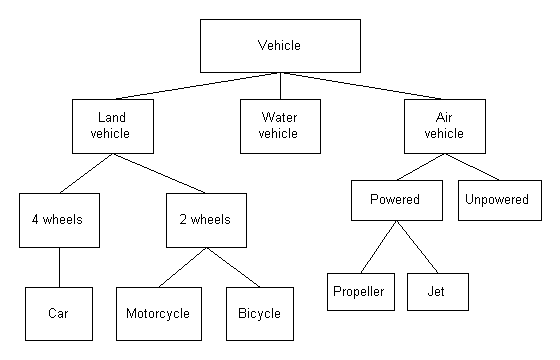 Vehicle
Land
vehicle
Water
vehicle
Air
vehicle
4 wheels
2 wheels
Powered
Unpowered
Car
Motorcycle
Bicycle
Propeller
Jet